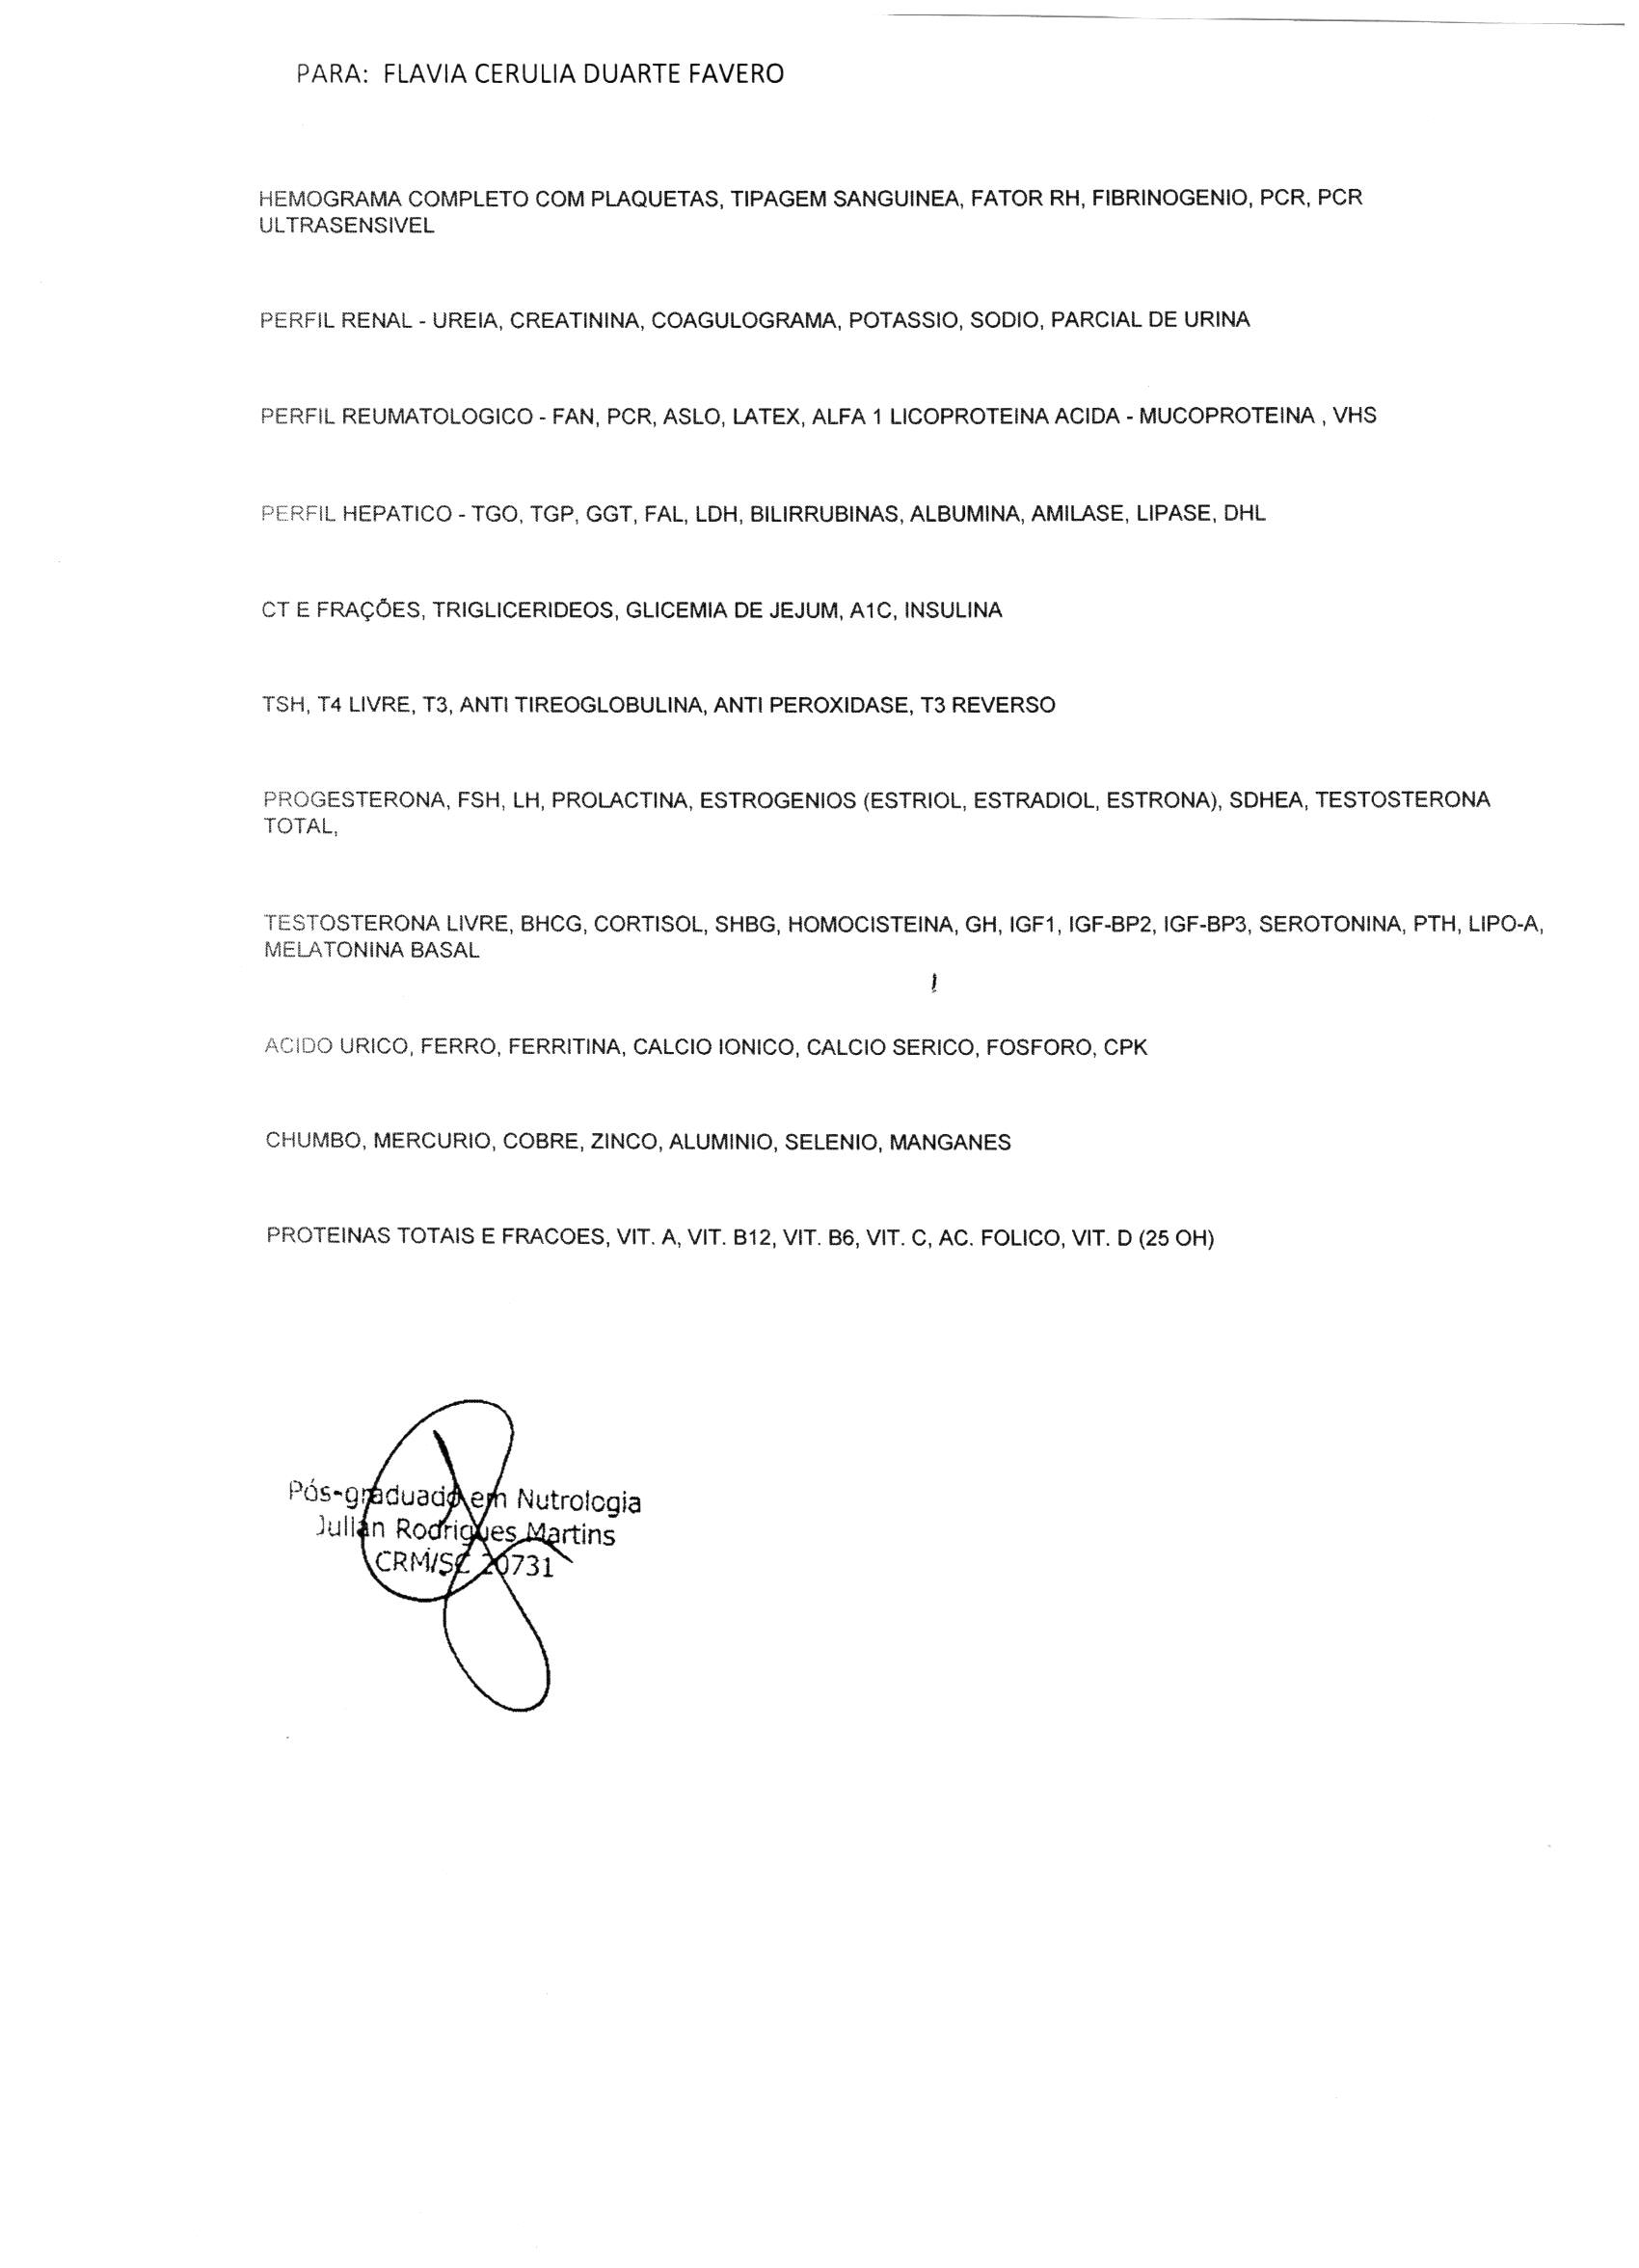 PARA: FLAVIA CERULIA DUARTE FAVERO
HEMOGRAMA COMPLETO COM PLAQUETAS, TIPAGEM SANGUINEA, FATOR RH, FIBRINOGENIO, PCR, PCR
ULTRASENSIVEL
PERFIL RENAL - UREIA, CREATININA, COAGULOGRAMA, POTASSIO, SODIO, PARCIAL DE URINA
PERFIL REUMATOLOGICO - FAN, PCR, ASLO, LATEX, ALFA 1 LICOPROTEINA ACIDA - MUCOPROTEINA , VHS
PERFIL HEPATICO - TGO, TGP, GGT, FAL, LDH, BILIRRUBINAS, ALBUMINA, AMILASE, LIPASE, DHL
CT E FRAÇÕES, TRIGLICERIDEOS, GLICEMIA DE JEJUM, A1C, INSULINA
TSH, T4 LIVRE, T3, ANTI TIREOGLOBULINA, ANTI PEROXIDASE, T3 REVERSO
PROGESTERONA, FSH, LH, PROLACTINA, ESTROGENIOS (ESTRIOL, ESTRADIOL, ESTRONA), SDHEA, TESTOSTERONA
TOTAL,
TESTOSTERONA LIVRE, BHCG, CORTISOL, SHBG, HOMOCISTEINA, GH, IGF1, IGF-BP2, IGF-BP3, SEROTONINA, PTH, LIPO-A,
MELATONINA BASAL
ACIDO URICO, FERRO, FERRITINA, CALCIO IONICO, CALCIO SERICO, FOSFORO, CPK
CHUMBO, MERCURIO, COBRE, ZINCO, ALUMINIO, SELENIO, MANGANES
PROTEINAS TOTAIS E FRACOES, VIT. A, VIT. B12, VIT. B6, VIT. C, AC. FOLICO, VIT. D (25 OH)
Pós-graduado em Nutrologia
Julian Rodrigues Martins
CRM/SC 20731